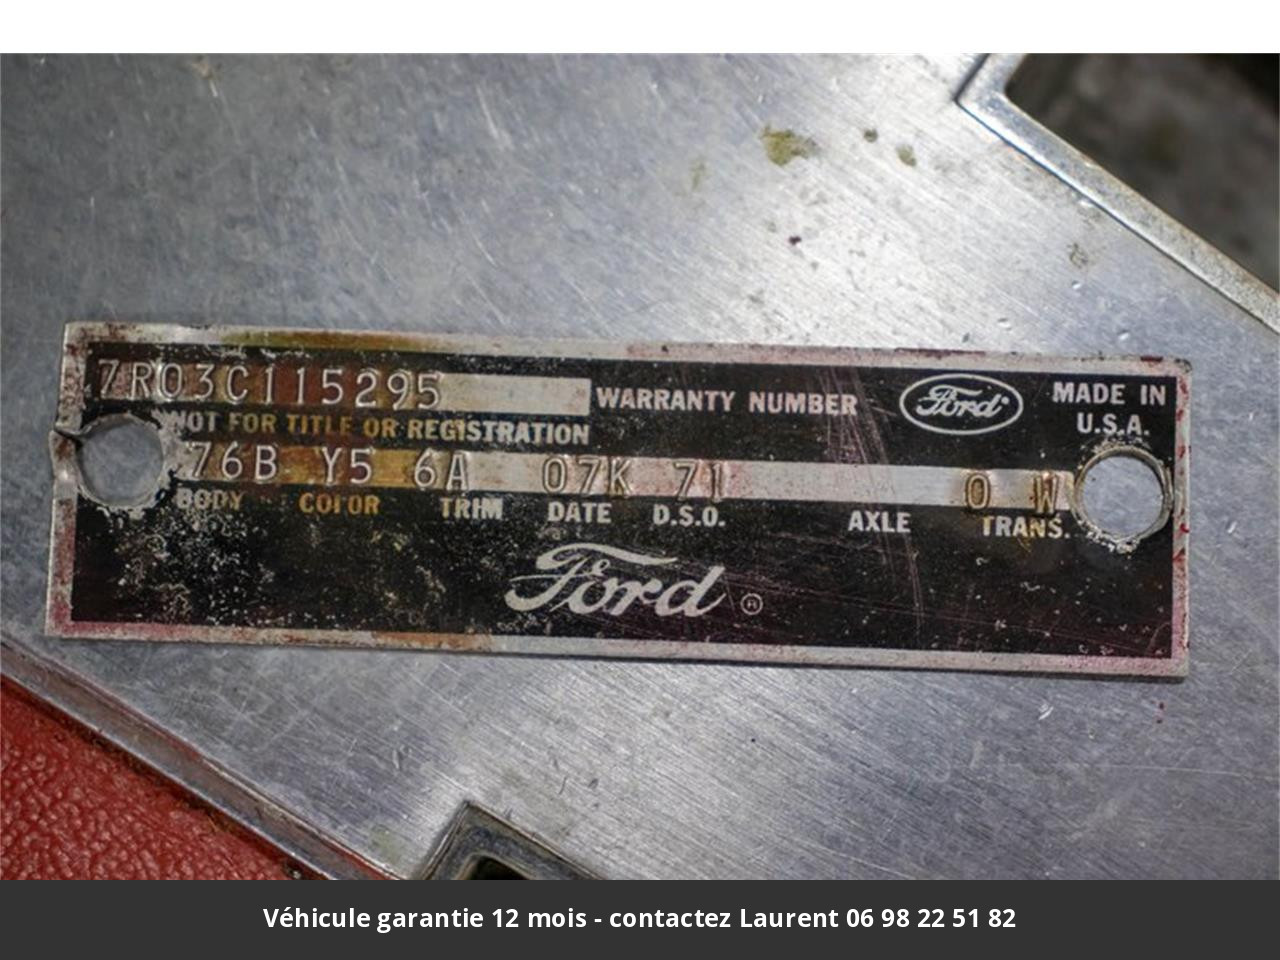 7R03C115295 WARRANTY NUMBER Ford MADE IN U.S.A.
NOT FOR TITLE OR REGISTRATION
76B Y5 6A 07K 71 0 W
BODY COLOR TRIM DATE D.S.O. AXLE TRANS.
Ford ®
Véhicule garantie 12 mois - contactez Laurent 06 98 22 51 82